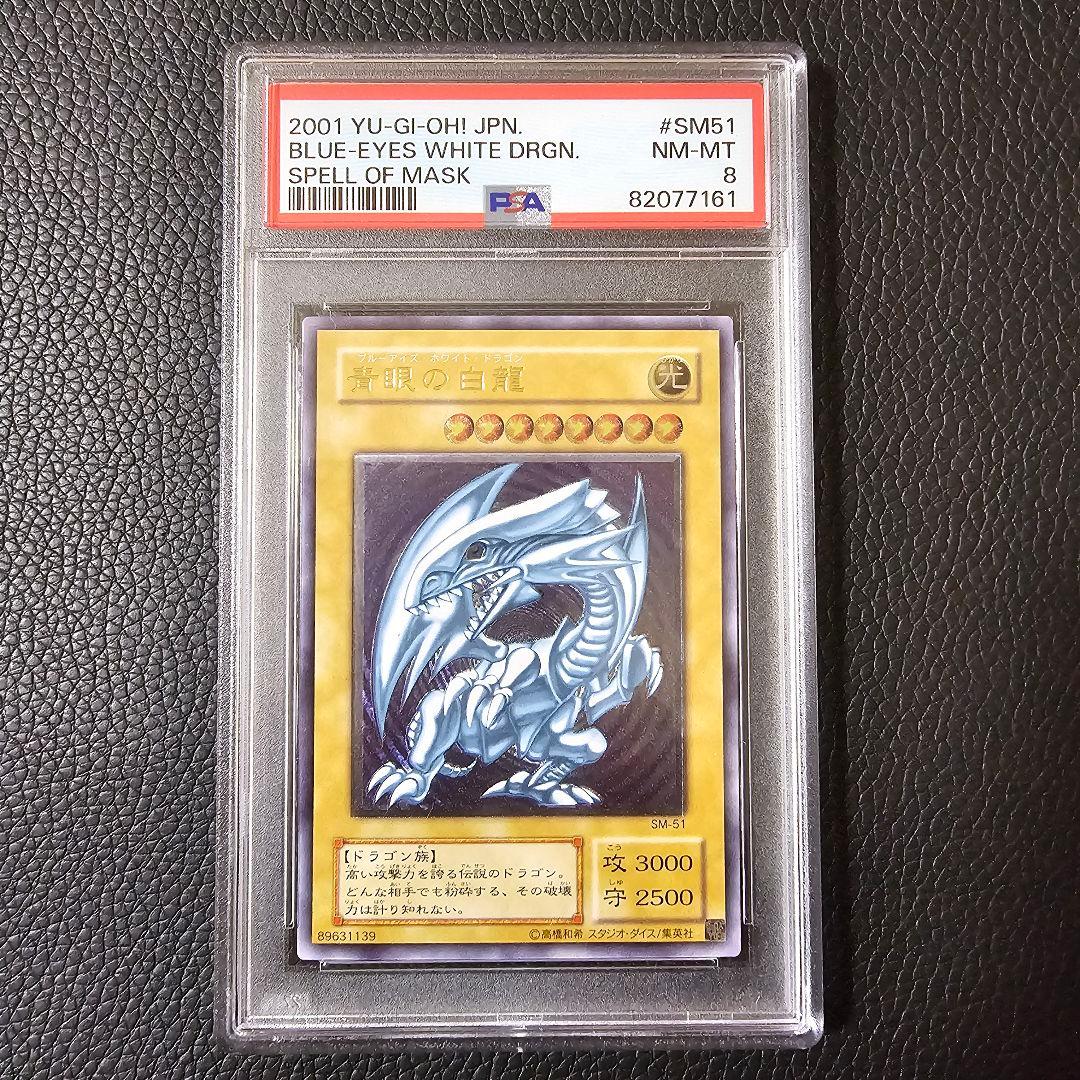 2001 YU-GI-OH! JPN. #SM51
BLUE-EYES WHITE DRGN. NM-MT
SPELL OF MASK 8
PSA 82077161
ブルーアイズ・ホワイト・ドラゴン
青眼の白龍
光
SM-51
【ドラゴン族】
高い攻撃力を誇る伝説のドラゴン。
どんな相手でも粉砕する、その破壊
力は計り知れない。
こう
攻 3000
しゅ
守 2500
89631139 ©高橋和希 スタジオ・ダイス/集英社